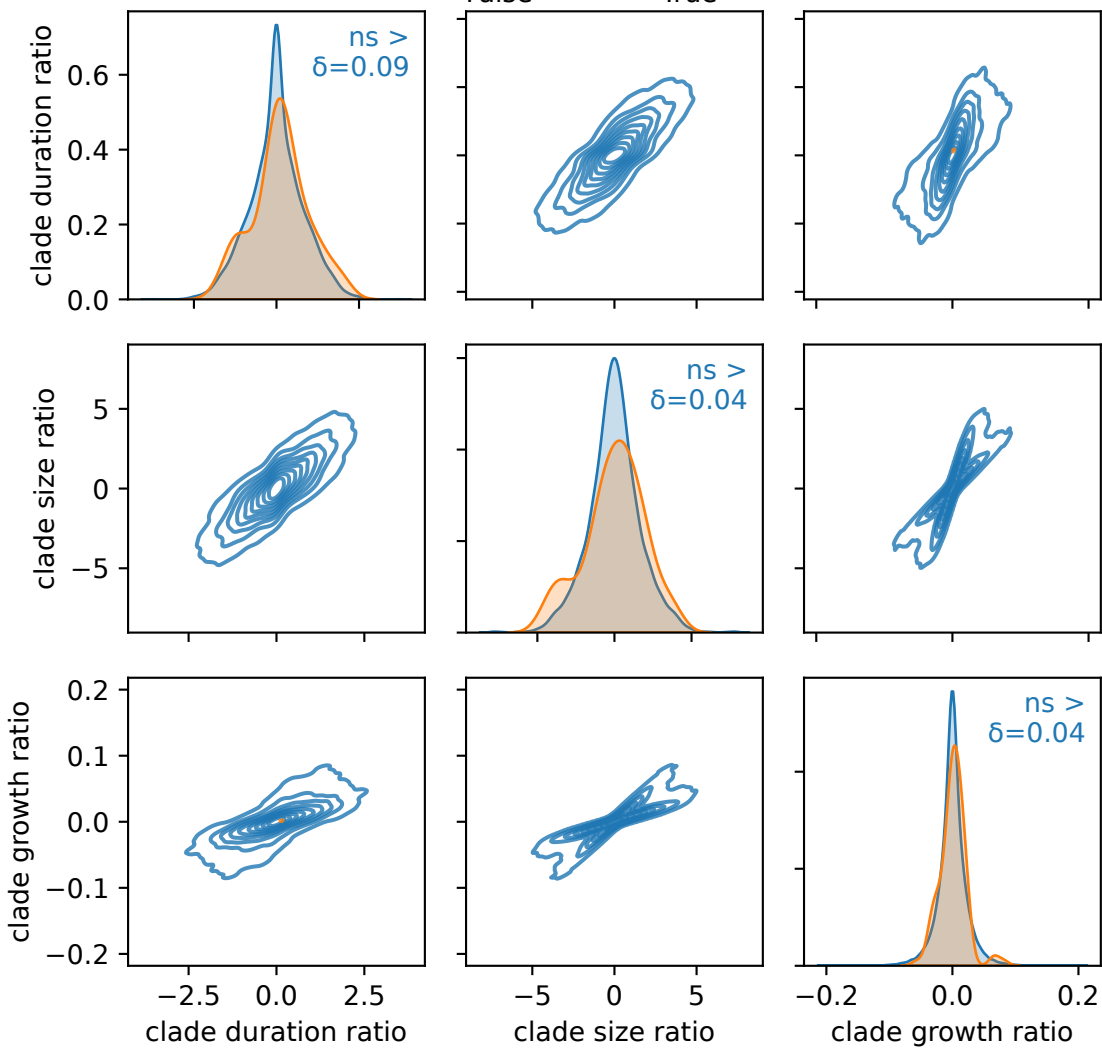 clade duration ratio
0.6
0.4
0.2
0.0
ns >
δ=0.09
clade size ratio
5
0
−5
ns >
δ=0.04
clade growth ratio
0.2
0.1
0.0
−0.1
−0.2
ns >
δ=0.04
−2.5 0.0 2.5
−5 0 5
−0.2 0.0 0.2
clade duration ratio
clade size ratio
clade growth ratio